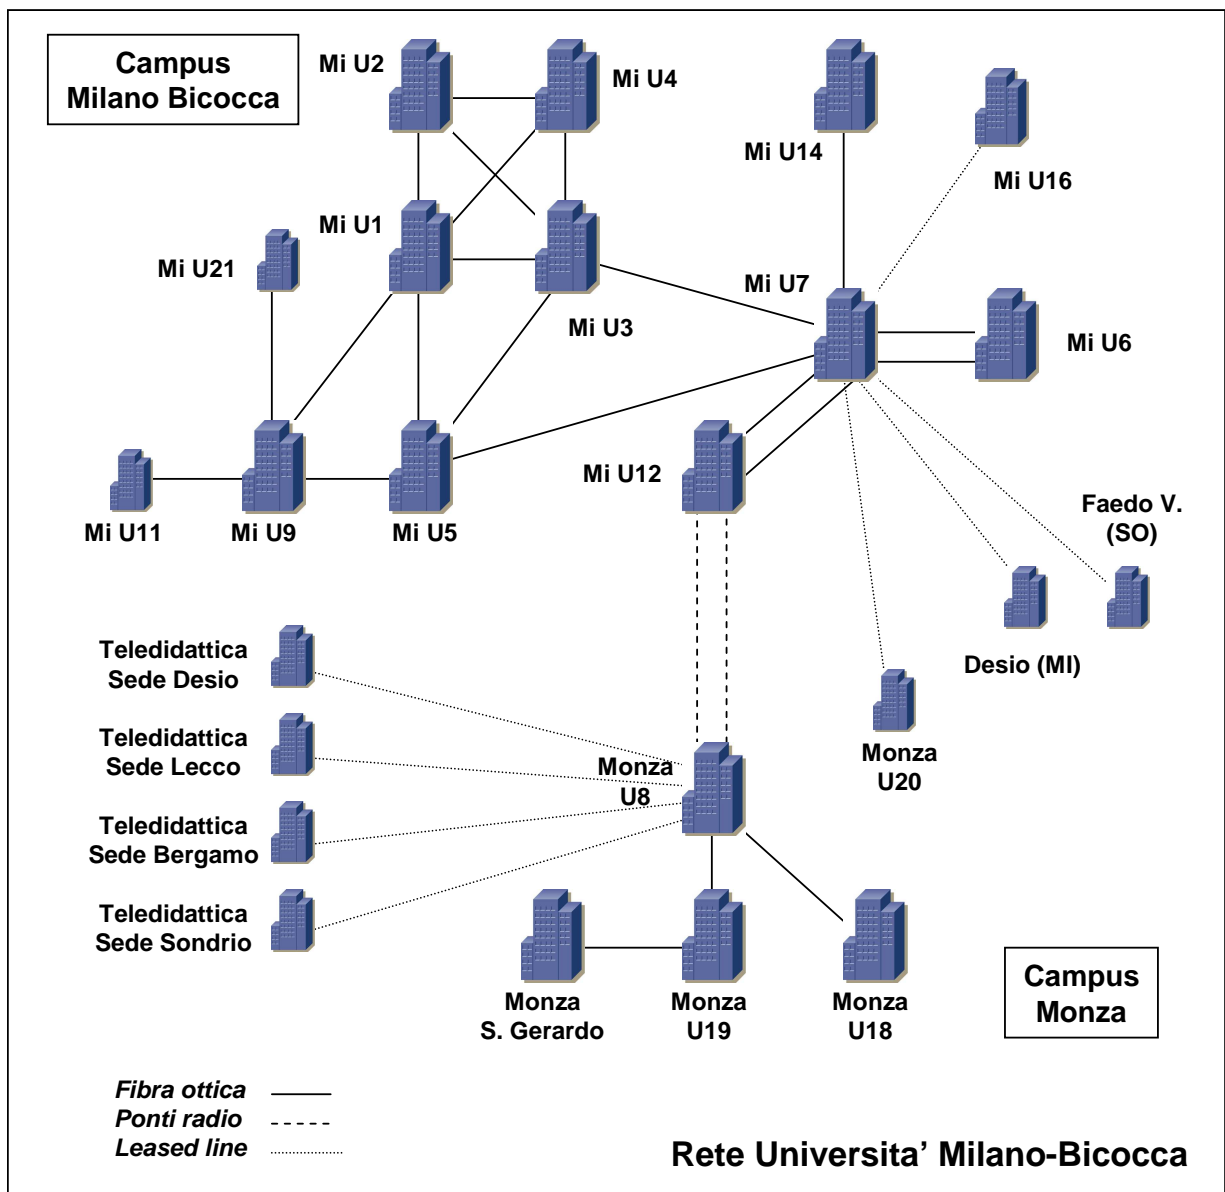 Campus
Milano Bicocca
Mi U2
Mi U4
Mi U14
Mi U16
Mi U1
Mi U21
Mi U3
Mi U7
Mi U6
Mi U12
Mi U11
Mi U9
Mi U5
Faedo V.
(SO)
Desio (MI)
Monza
U20
Teledidattica
Sede Desio
Teledidattica
Sede Lecco
Teledidattica
Sede Bergamo
Teledidattica
Sede Sondrio
Monza
U8
Monza
S. Gerardo
Monza
U19
Monza
U18
Campus
Monza
Fibra ottica
Ponti radio
Leased line
Rete Universita’ Milano-Bicocca